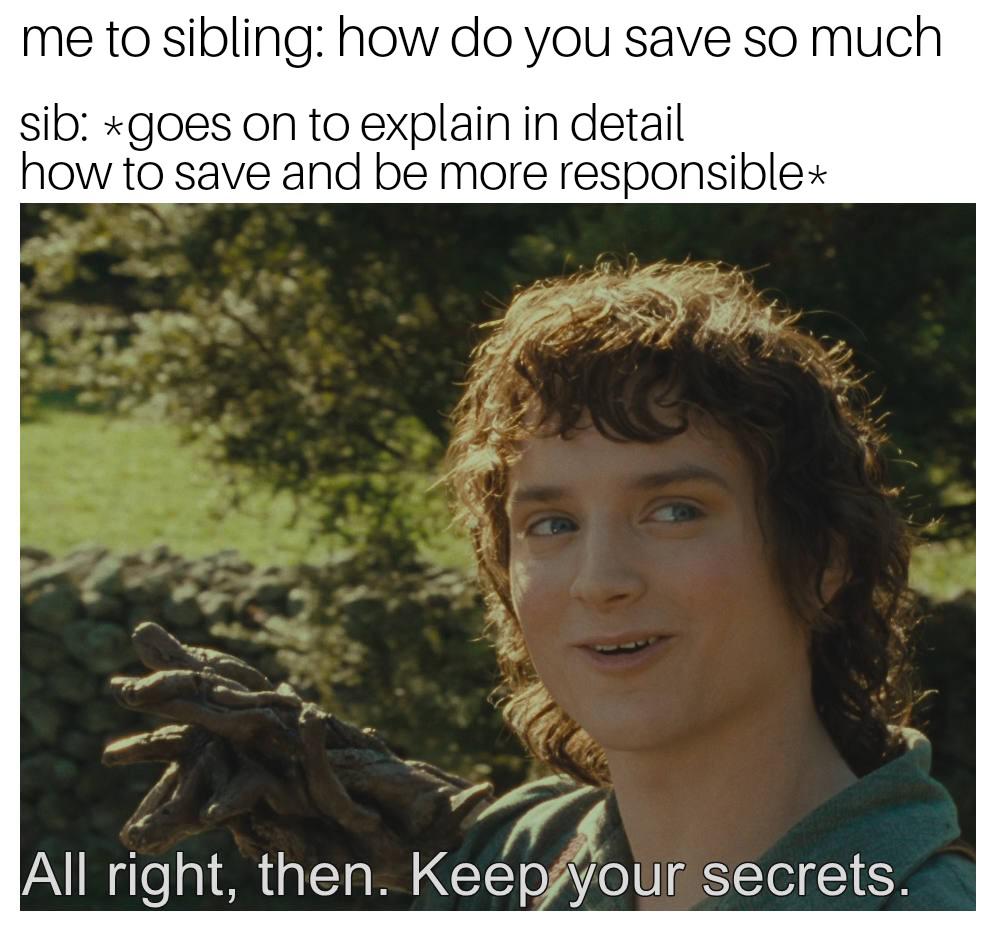 me to sibling: how do you save so much
sib: *goes on to explain in detail
how to save and be more responsible*
All right, then. Keep your secrets.